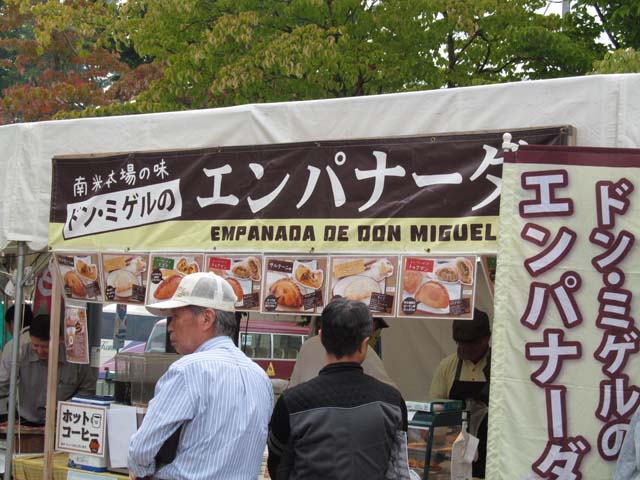 南米本場の味
ドン・ミゲルの
エンパナーダ
EMPANADA DE DON MIGUEL
ドン・ミゲルの
エンパナーダ
ホット
コーヒー